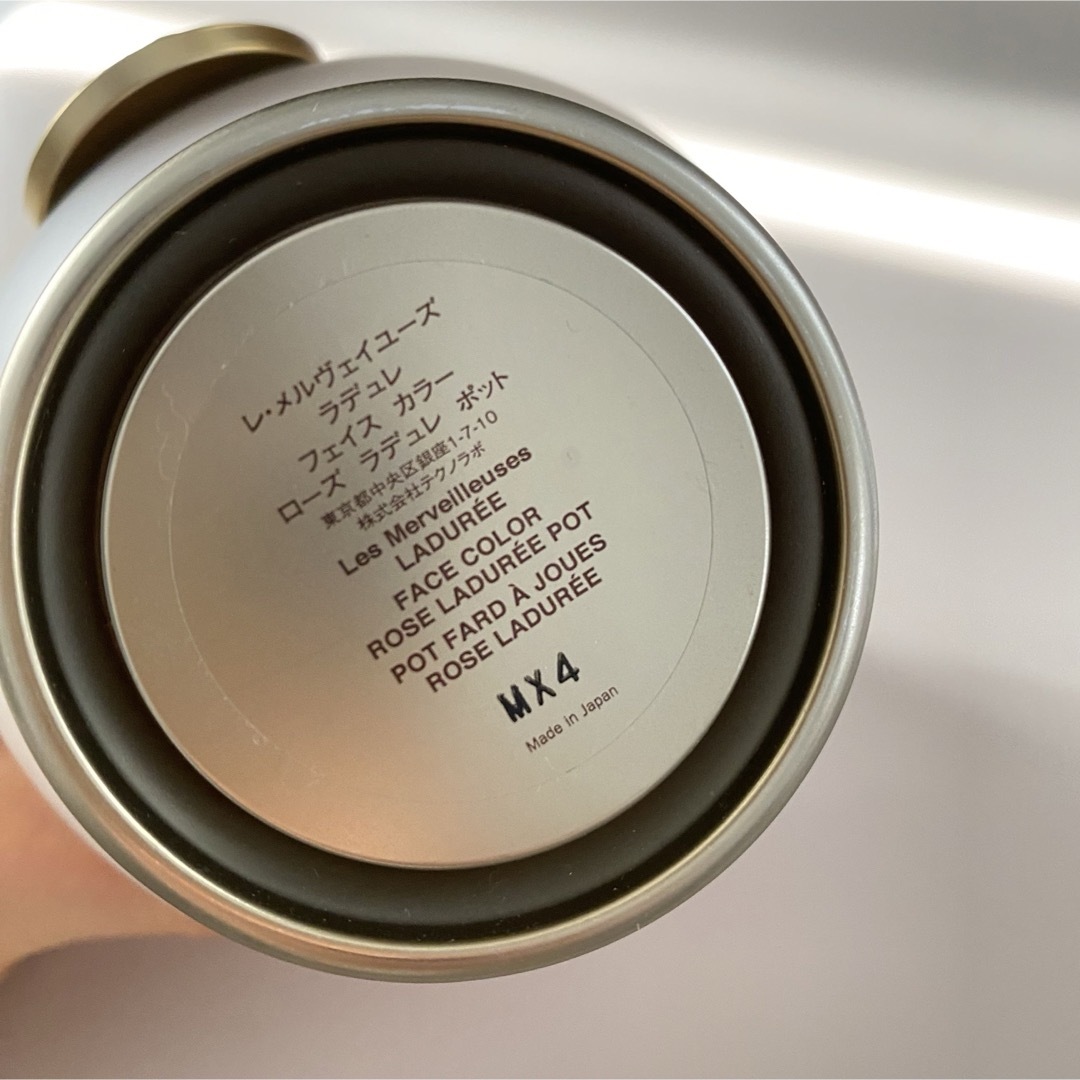 レ・メルヴェイユーズ
ラデュレ
フェイス カラー
ローズ ラデュレ ポット
東京都中央区銀座1-7-10
株式会社テクノラボ
Les Merveilleuses
LADURÉE
FACE COLOR
ROSE LADURÉE POT
POT FARD À JOUES
ROSE LADURÉE
MX4
Made in Japan